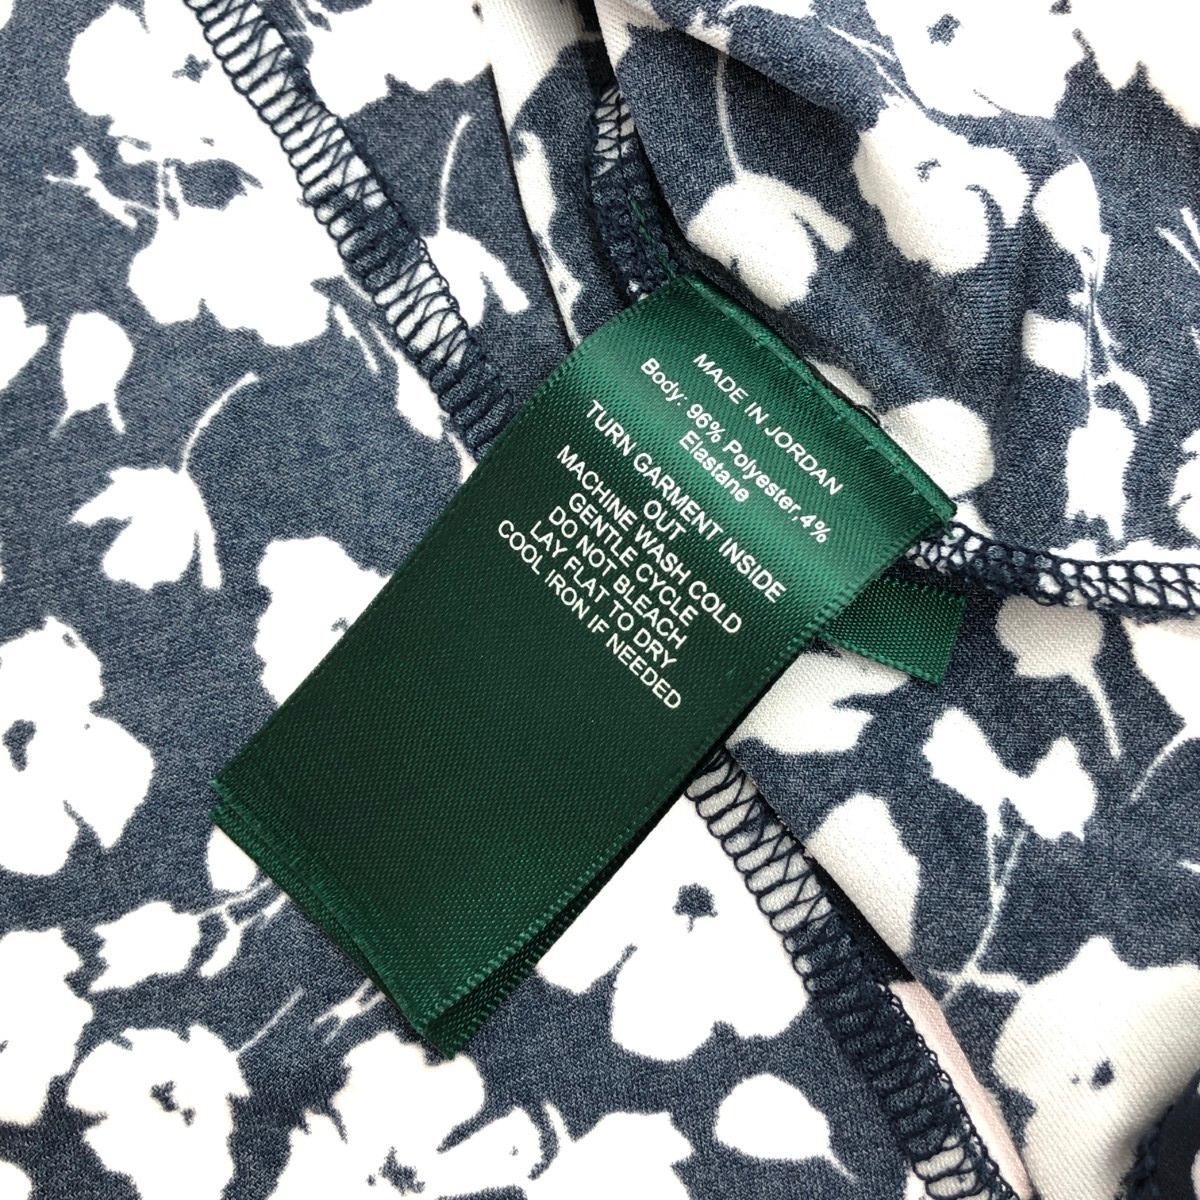 MADE IN JORDAN
Body: 96% Polyester,4%
Elastane
TURN GARMENT INSIDE
OUT
MACHINE WASH COLD
GENTLE CYCLE
DO NOT BLEACH
LAY FLAT TO DRY
COOL IRON IF NEEDED